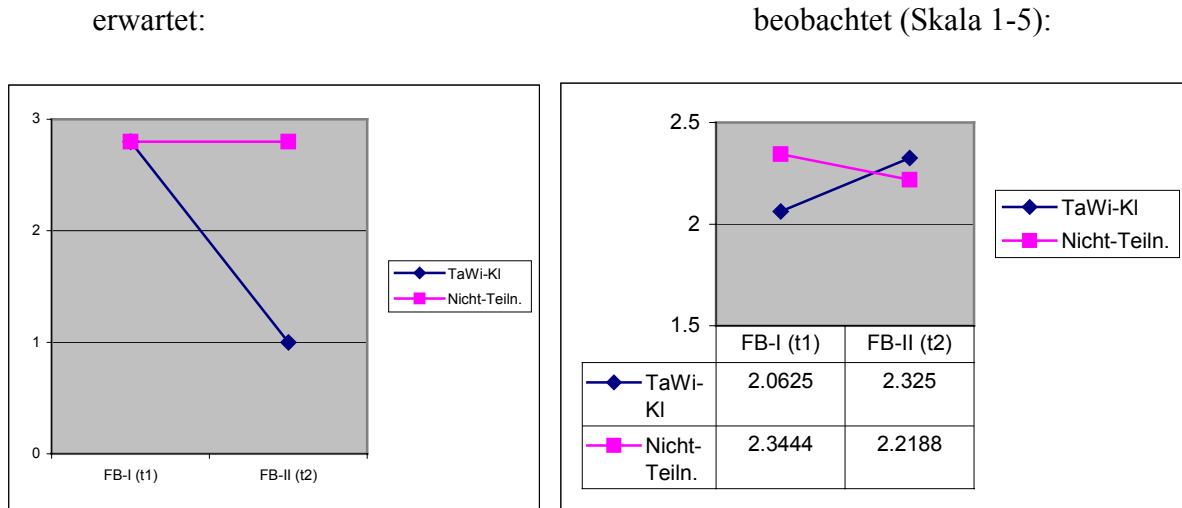 erwartet:
beobachtet (Skala 1-5):
3
2
1
0
FB-I (t1)
FB-II (t2)
TaWi-Kl
Nicht-Teiln.
2.5
2
1.5
FB-I (t1)
FB-II (t2)
TaWi-
Kl
2.0625
2.325
Nicht-
Teiln.
2.3444
2.2188
TaWi-Kl
Nicht-Teiln.